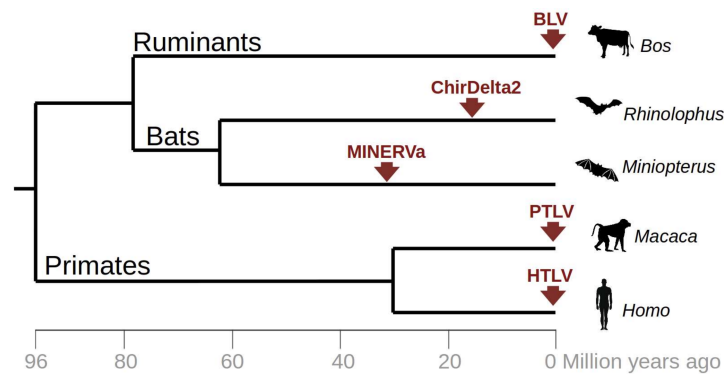 BLV
Ruminants
Bos
ChirDelta2
Rhinolophus
Bats
MINERVa
Miniopterus
PTLV
Macaca
Primates
HTLV
Homo
96 80 60 40 20 0 Million years ago